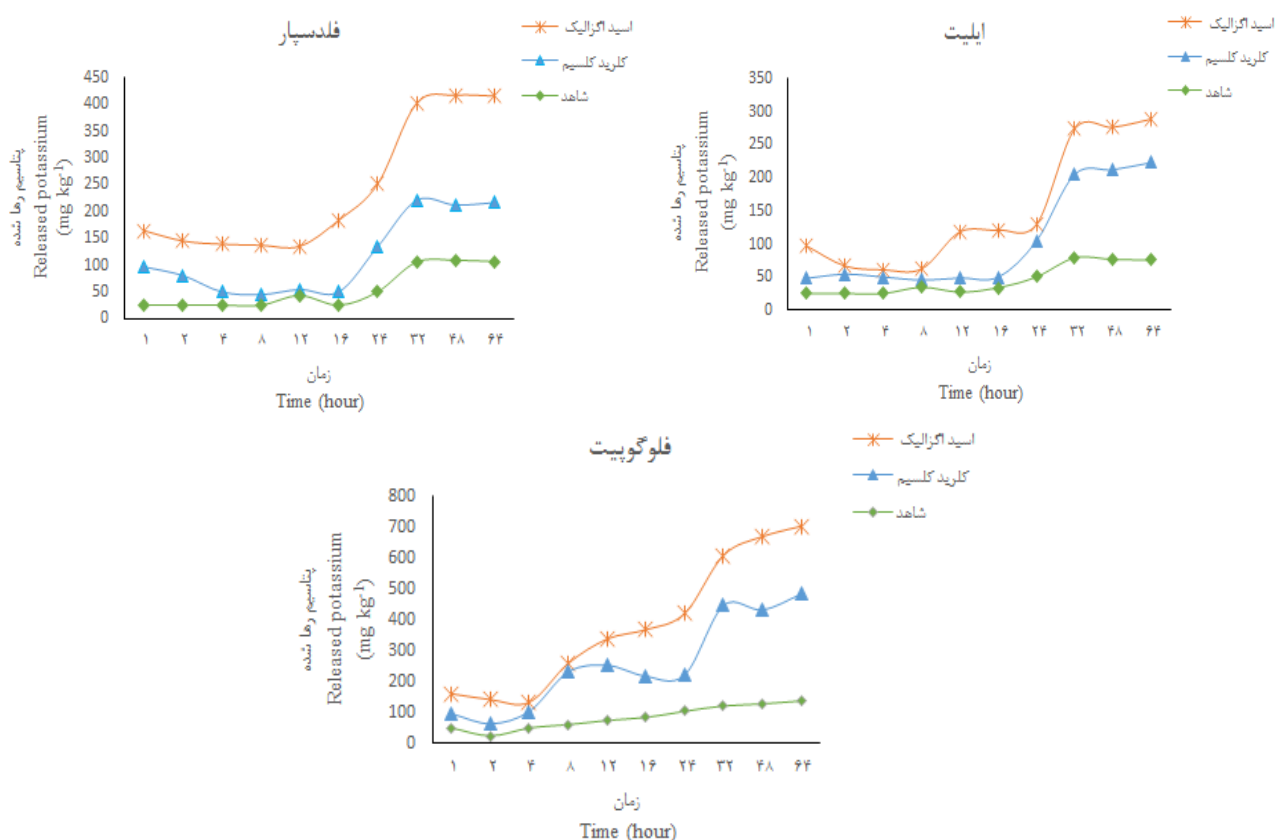 فلدسپار
اسید اگزالیک
کلرید کلسیم
شاهد
450
400
350
300
250
200
150
100
50
0
پتاسیم رها شده
Released potassium
(mg kg-1)
۱ ۲ ۴ ۸ ۱۲ ۱۶ ۲۴ ۳۲ ۴۸ ۶۴
زمان
Time (hour)
ایلیت
اسید اگزالیک
کلرید کلسیم
شاهد
350
300
250
200
150
100
50
0
پتاسیم رها شده
Released potassium
(mg kg-1)
۱ ۲ ۴ ۸ ۱۲ ۱۶ ۲۴ ۳۲ ۴۸ ۶۴
زمان
Time (hour)
فلوگوپیت
اسید اگزالیک
کلرید کلسیم
شاهد
800
700
600
500
400
300
200
100
0
پتاسیم رها شده
Released potassium
(mg kg-1)
۱ ۲ ۴ ۸ ۱۲ ۱۶ ۲۴ ۳۲ ۴۸ ۶۴
زمان
Time (hour)